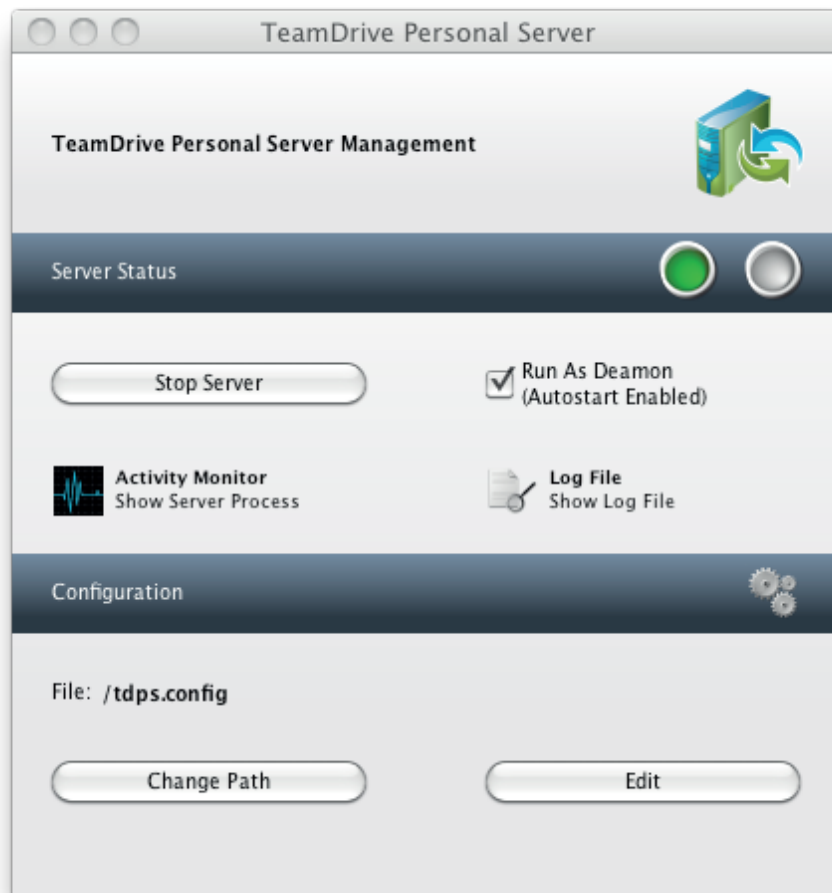 TeamDrive Personal Server
TeamDrive Personal Server Management
Server Status
Stop Server
Run As Deamon
(Autostart Enabled)
Activity Monitor
Show Server Process
Log File
Show Log File
Configuration
File: /tdps.config
Change Path
Edit